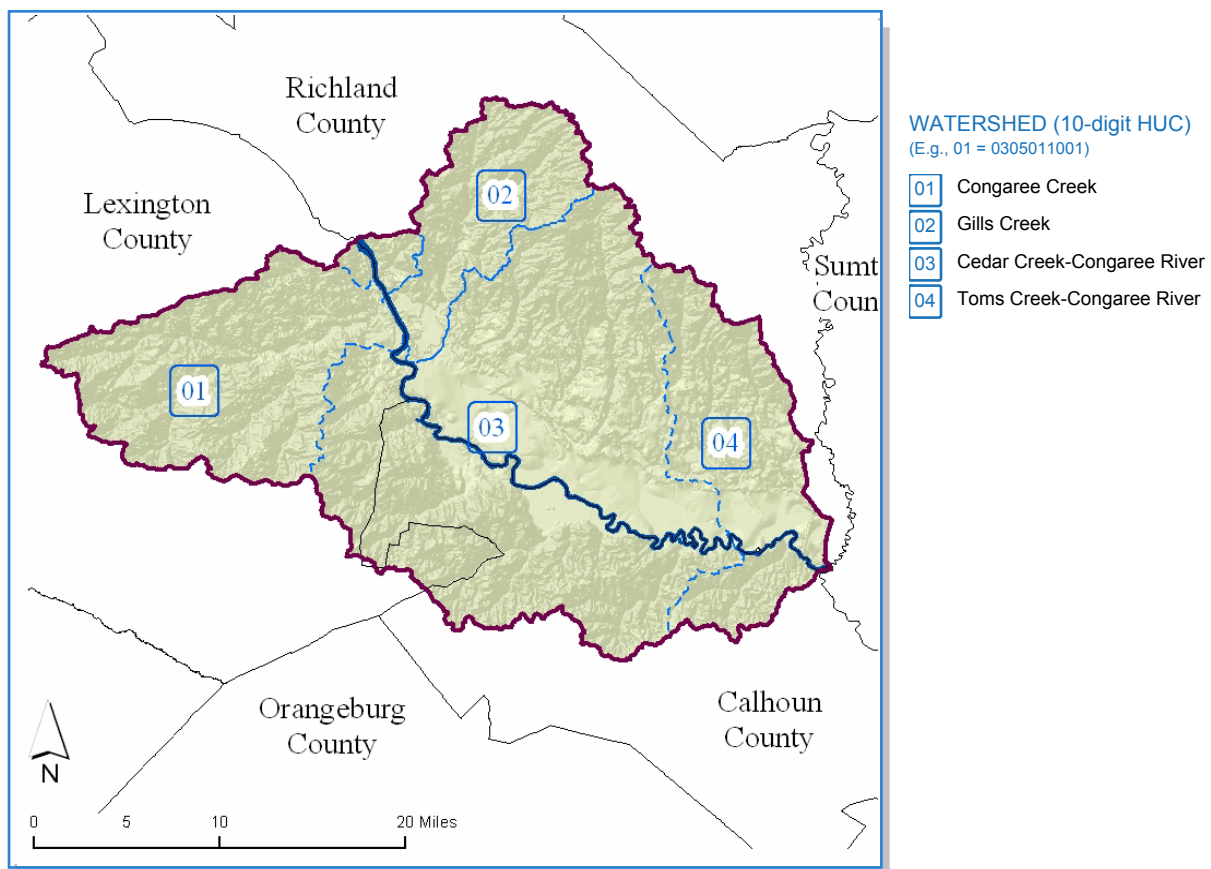 Richland
County
Lexington
County
Sumt
Coun
02
01
03
04
Orangeburg
County
Calhoun
County
N
0 5 10 20 Miles
WATERSHED (10-digit HUC)
(E.g., 01 = 0305011001)
01 Congaree Creek
02 Gills Creek
03 Cedar Creek-Congaree River
04 Toms Creek-Congaree River